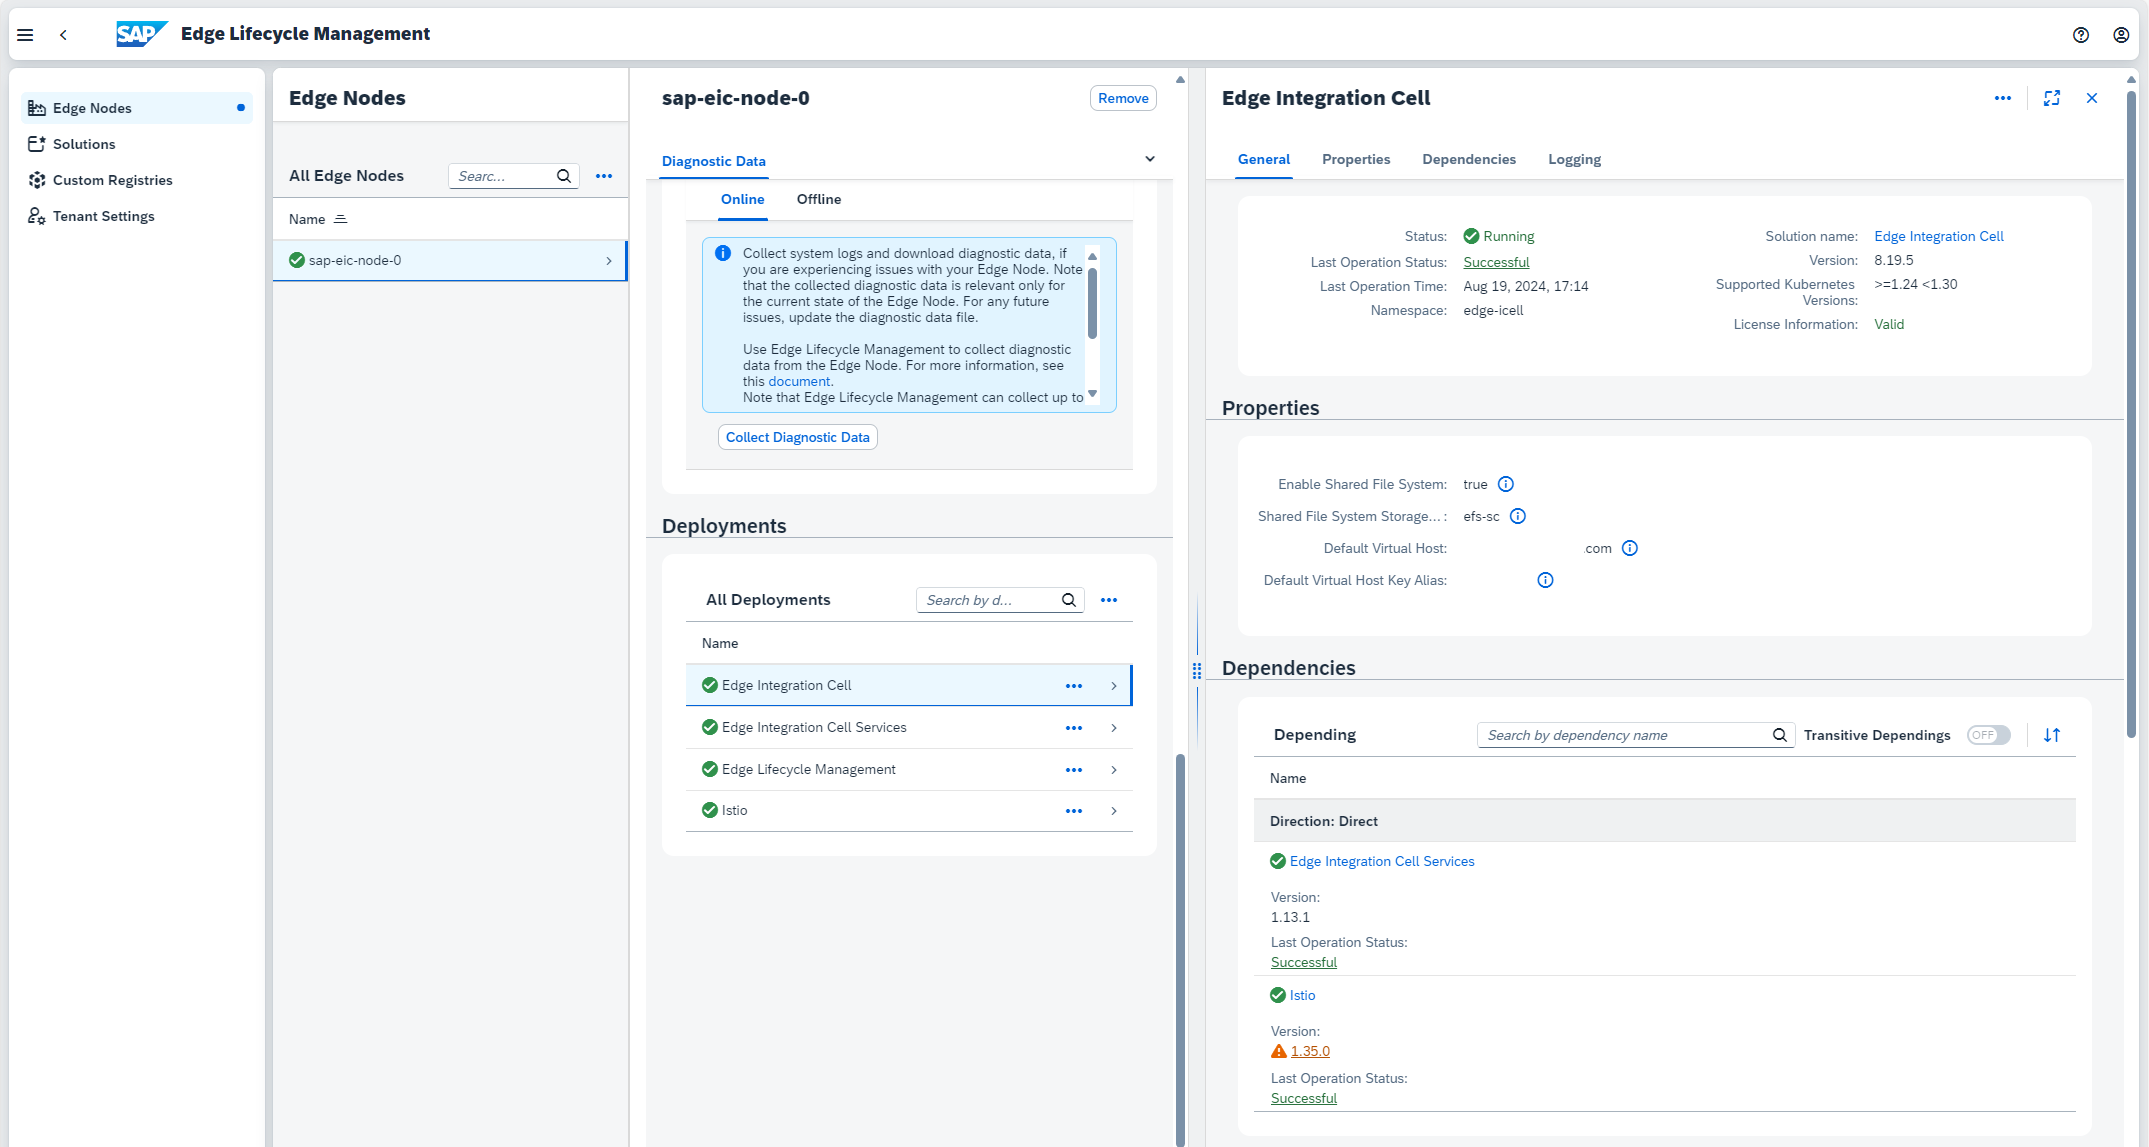 SAP Edge Lifecycle Management
Edge Nodes
Solutions
Custom Registries
Tenant Settings
Edge Nodes
All Edge Nodes
Searc...
Name
sap-eic-node-0
sap-eic-node-0
Remove
Diagnostic Data
Online
Offline
Collect system logs and download diagnostic data, if
you are experiencing issues with your Edge Node. Note
that the collected diagnostic data is relevant only for
the current state of the Edge Node. For any future
issues, update the diagnostic data file.
Use Edge Lifecycle Management to collect diagnostic
data from the Edge Node. For more information, see
this document.
Note that Edge Lifecycle Management can collect up to
Collect Diagnostic Data
Deployments
All Deployments
Search by d...
Name
Edge Integration Cell
Edge Integration Cell Services
Edge Lifecycle Management
Istio
Edge Integration Cell
General
Properties
Dependencies
Logging
Status: Running
Last Operation Status: Successful
Last Operation Time: Aug 19, 2024, 17:14
Namespace: edge-icell
Solution name: Edge Integration Cell
Version: 8.19.5
Supported Kubernetes >=1.24 <1.30
Versions:
License Information: Valid
Properties
Enable Shared File System: true
Shared File System Storage... : efs-sc
Default Virtual Host: .com
Default Virtual Host Key Alias:
Dependencies
Depending
Search by dependency name
Transitive Dependings
OFF
Name
Direction: Direct
Edge Integration Cell Services
Version:
1.13.1
Last Operation Status:
Successful
Istio
Version:
1.35.0
Last Operation Status:
Successful